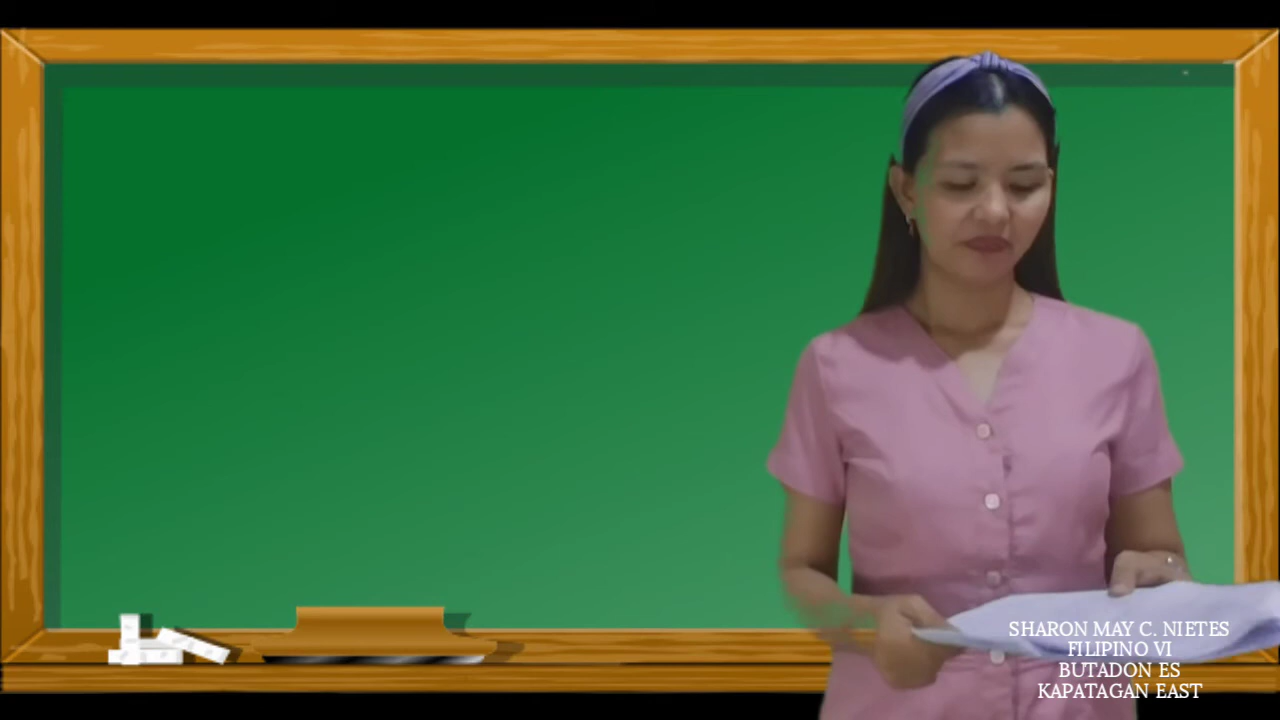 SHARON MAY C. NIETES
FILIPINO VI
BUTADON ES
KAPATAGAN EAST